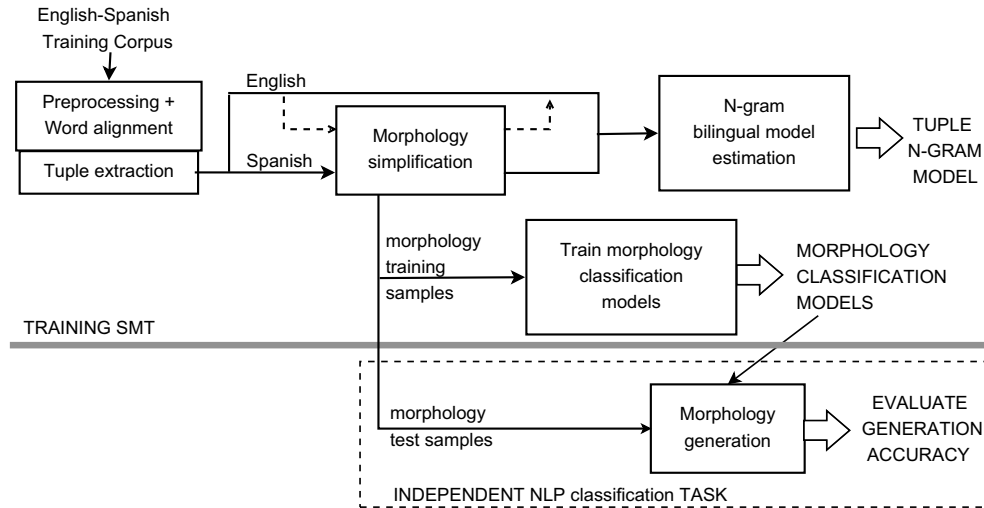 English-Spanish
Training Corpus
Preprocessing +
Word alignment
Tuple extraction
English
Spanish
Morphology
simplification
N-gram
bilingual model
estimation
TUPLE
N-GRAM
MODEL
morphology
training
samples
Train morphology
classification
models
MORPHOLOGY
CLASSIFICATION
MODELS
TRAINING SMT
morphology
test samples
Morphology
generation
EVALUATE
GENERATION
ACCURACY
INDEPENDENT NLP classification TASK